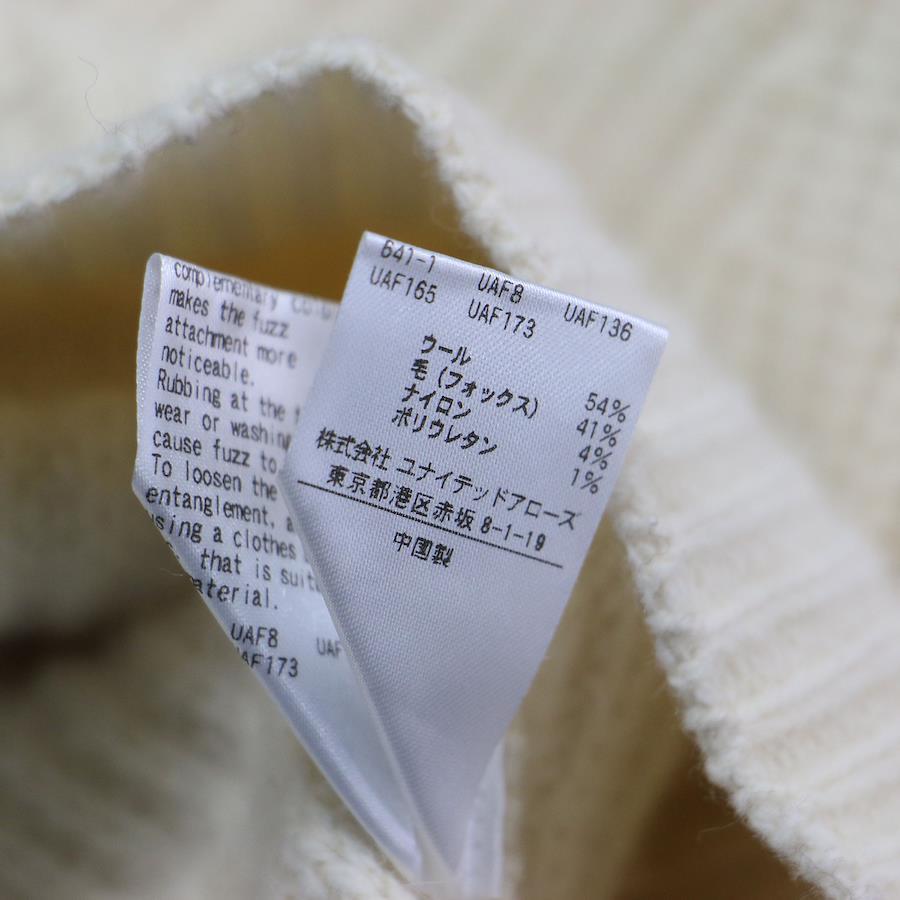 complementary
makes the fuzz
attachment more
noticeable.
Rubbing at the
wear or washing
cause fuzz to
To loosen the
entanglement,
using a clothes
that is
material.
UAF8
UAF173
641-1
UAF8 UAF136
UAF165 UAF173
ウール 54%
毛(フォックス) 41%
ナイロン 4%
ポリウレタン 1%
株式会社 ユナイテッドアローズ
東京都港区赤坂 8-1-19
中国製